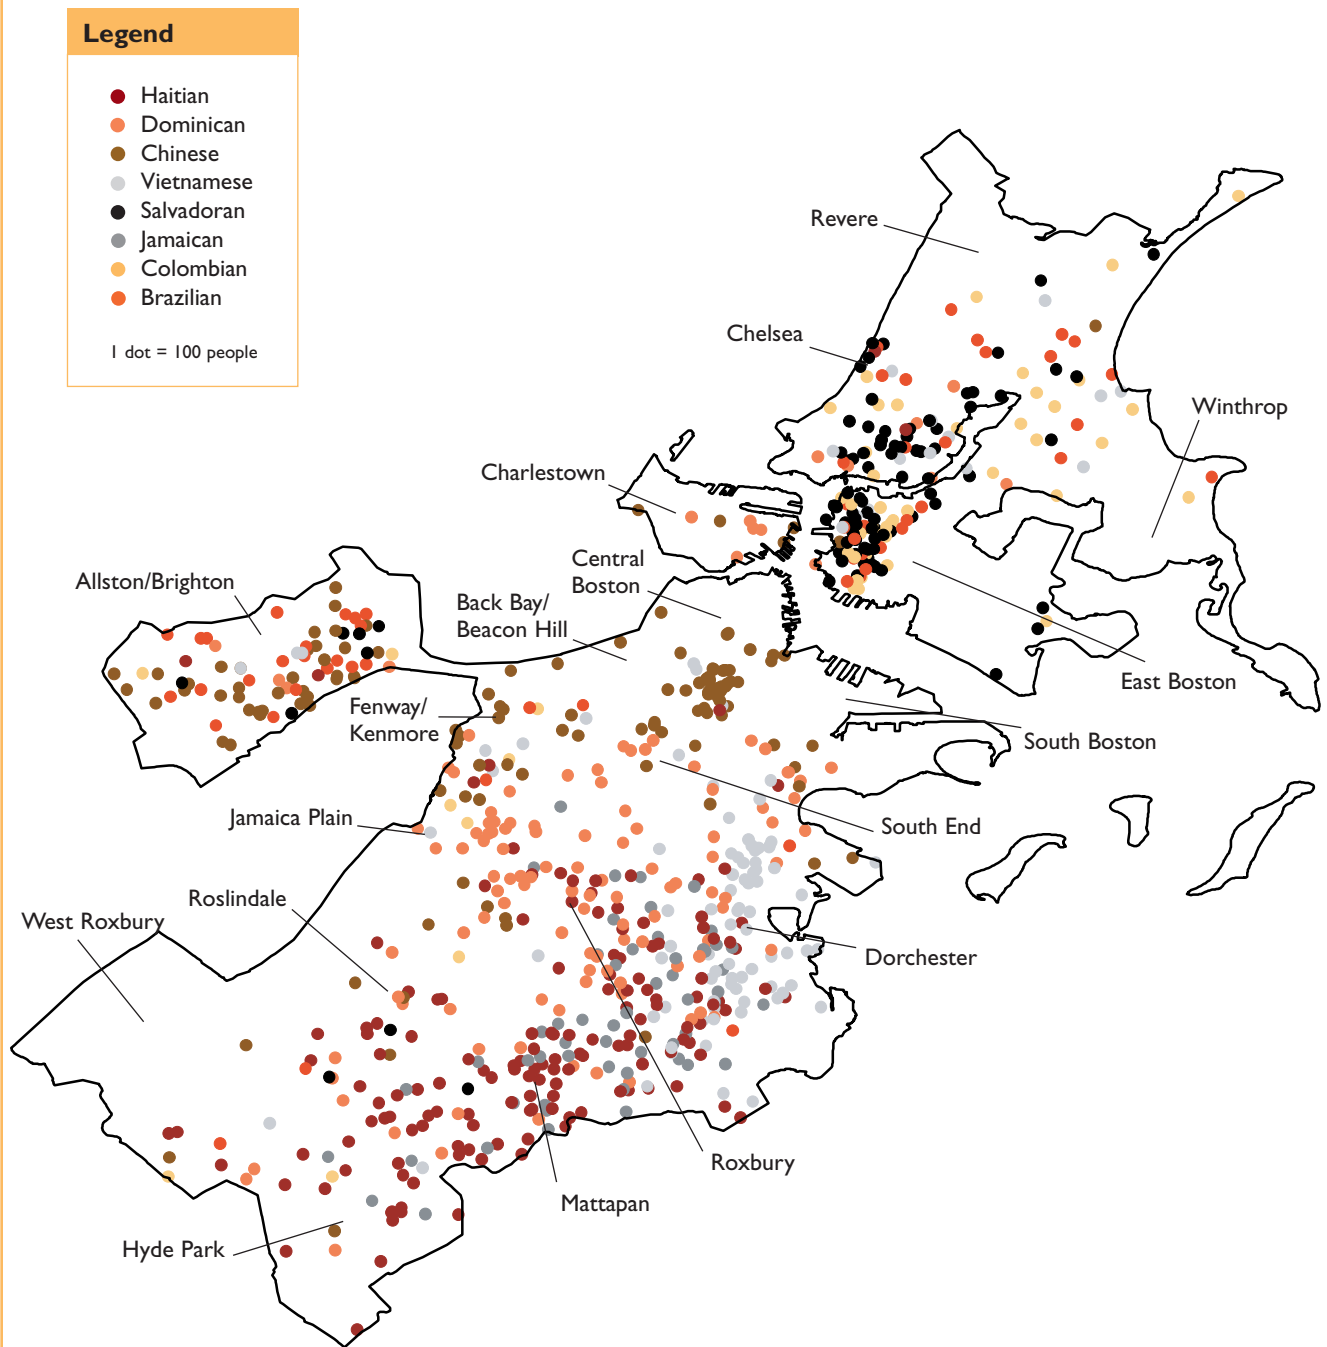 Legend
Haitian
Dominican
Chinese
Vietnamese
Salvadoran
Jamaican
Colombian
Brazilian
1 dot = 100 people
Revere
Chelsea
Winthrop
Charlestown
Central
Boston
Allston/Brighton
Back Bay/
Beacon Hill
East Boston
Fenway/
Kenmore
South Boston
Jamaica Plain
South End
Roslindale
West Roxbury
Dorchester
Roxbury
Mattapan
Hyde Park